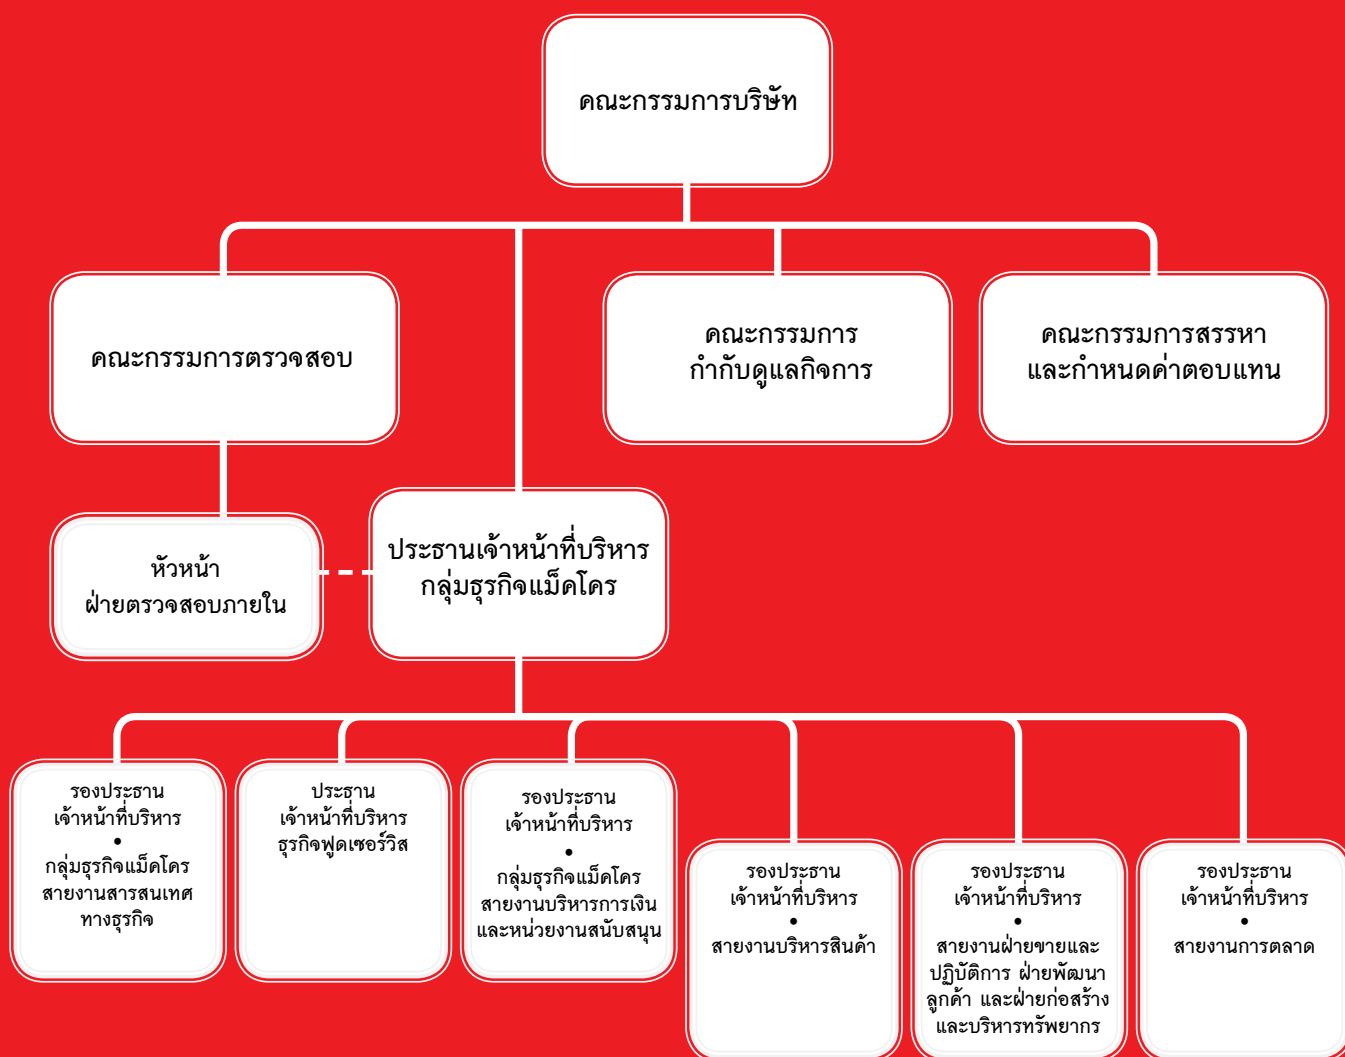 คณะกรรมการบริษัท
คณะกรรมการตรวจสอบ
คณะกรรมการ
กำกับดูแลกิจการ
คณะกรรมการสรรหา
และกำหนดค่าตอบแทน
หัวหน้า
ฝ่ายตรวจสอบภายใน
ประธานเจ้าหน้าที่บริหาร
กลุ่มธุรกิจแม็คโคร
รองประธาน
เจ้าหน้าที่บริหาร
•
กลุ่มธุรกิจแม็คโคร
สายงานสารสนเทศ
ทางธุรกิจ
ประธาน
เจ้าหน้าที่บริหาร
ธุรกิจฟูดเซอร์วิส
รองประธาน
เจ้าหน้าที่บริหาร
•
กลุ่มธุรกิจแม็คโคร
สายงานบริหารการเงิน
และหน่วยงานสนับสนุน
รองประธาน
เจ้าหน้าที่บริหาร
•
สายงานบริหารสินค้า
รองประธาน
เจ้าหน้าที่บริหาร
•
สายงานฝ่ายขายและ
ปฏิบัติการ ฝ่ายพัฒนา
ลูกค้า และฝ่ายก่อสร้าง
และบริหารทรัพยากร
รองประธาน
เจ้าหน้าที่บริหาร
•
สายงานการตลาด